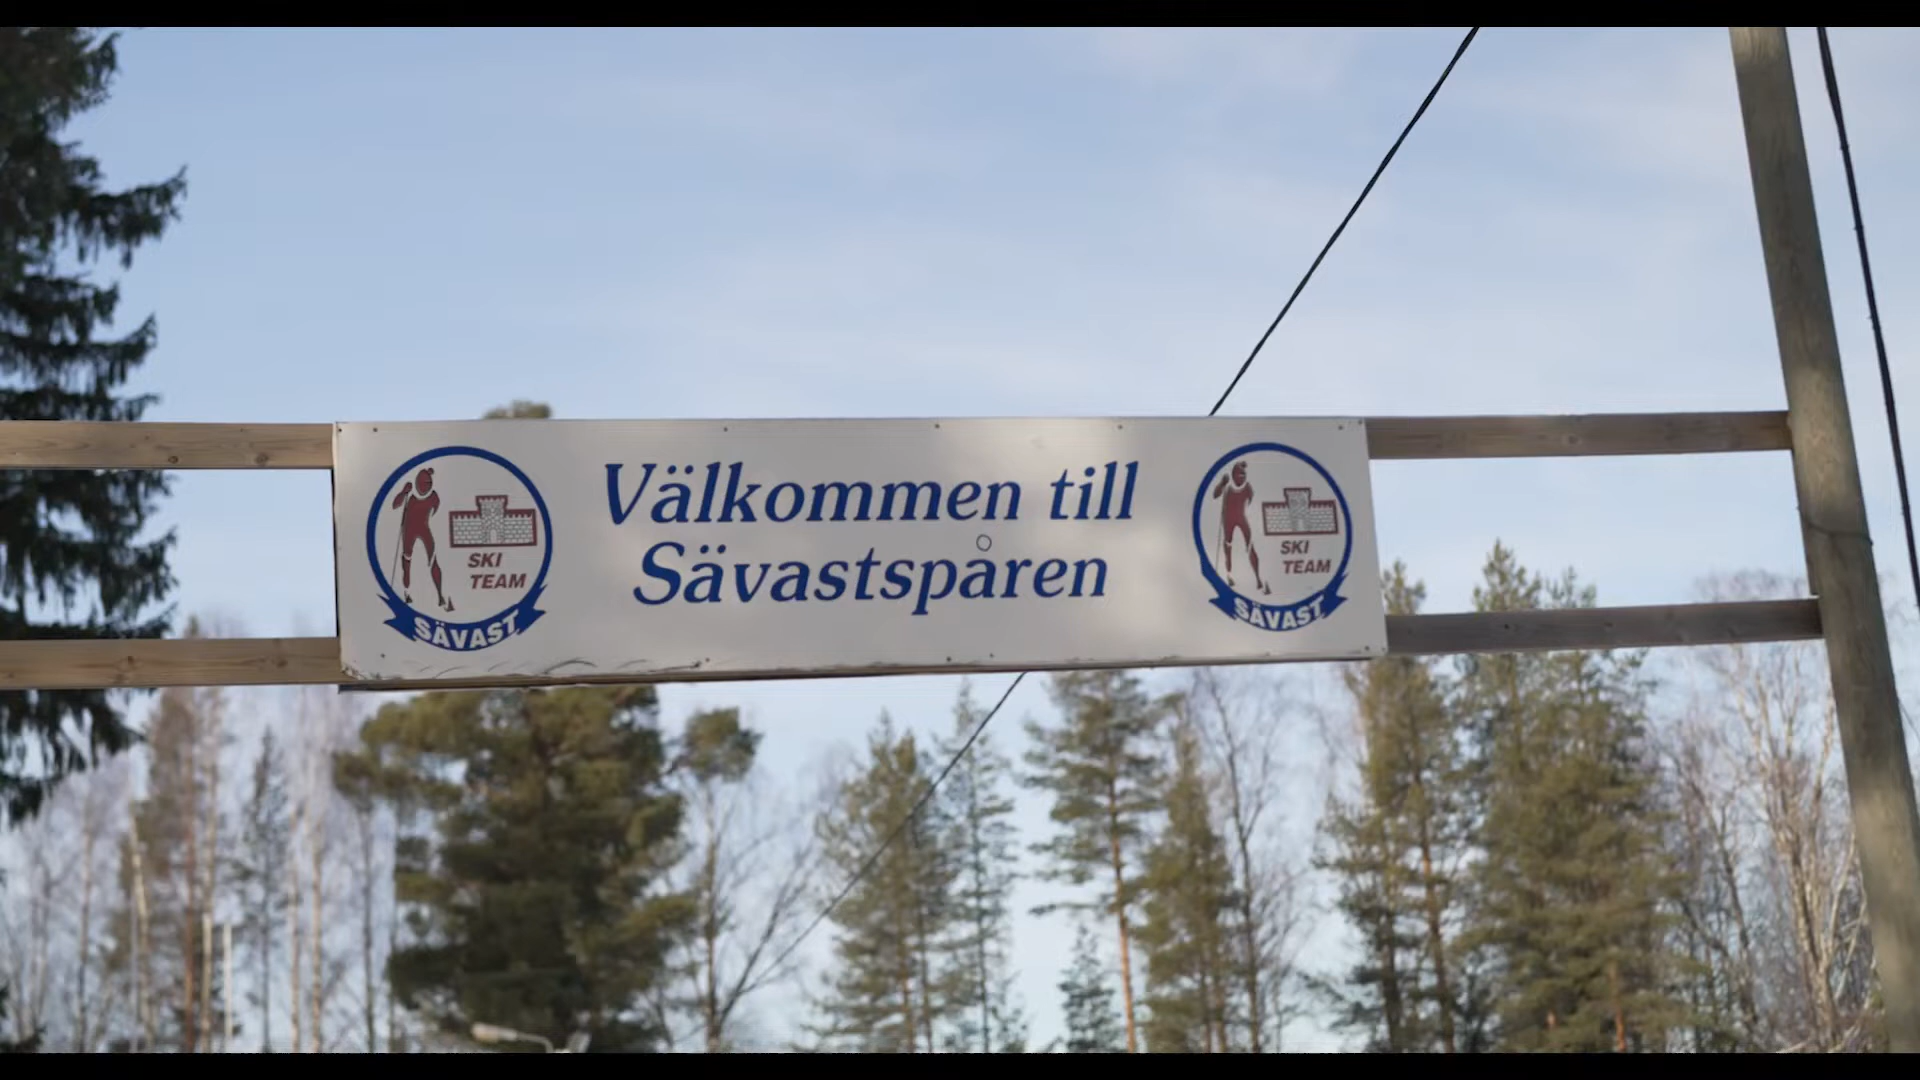 Välkommen till
Sävastspåren
SKI
TEAM
SÄVAST
SKI
TEAM
SÄVAST